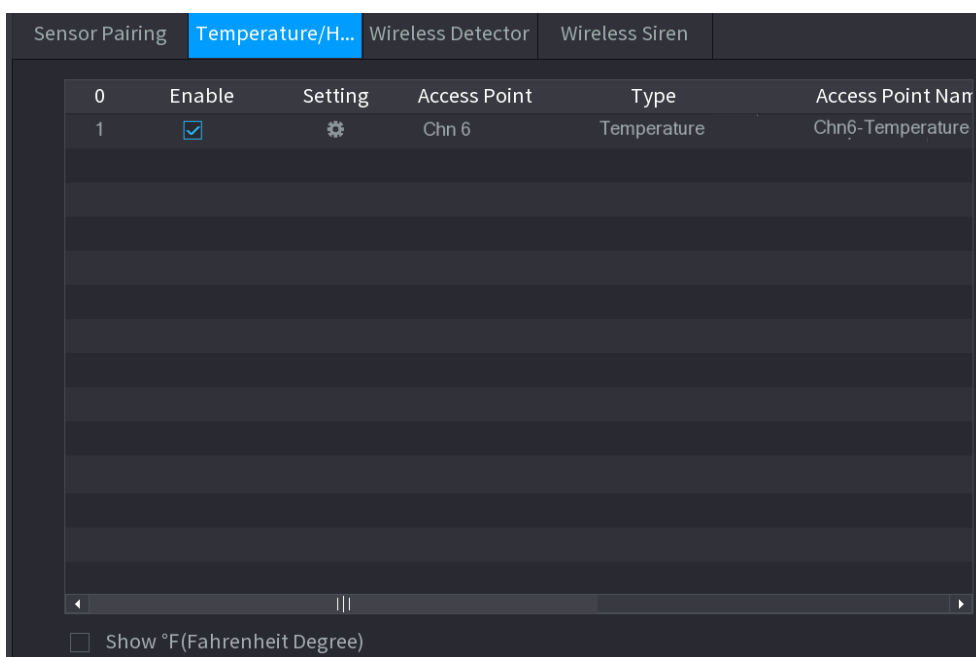 Sensor Pairing Temperature/H... Wireless Detector Wireless Siren
0 Enable Setting Access Point Type Access Point Nam
1 Chn 6 Temperature Chn6-Temperature
Show °F(Fahrenheit Degree)